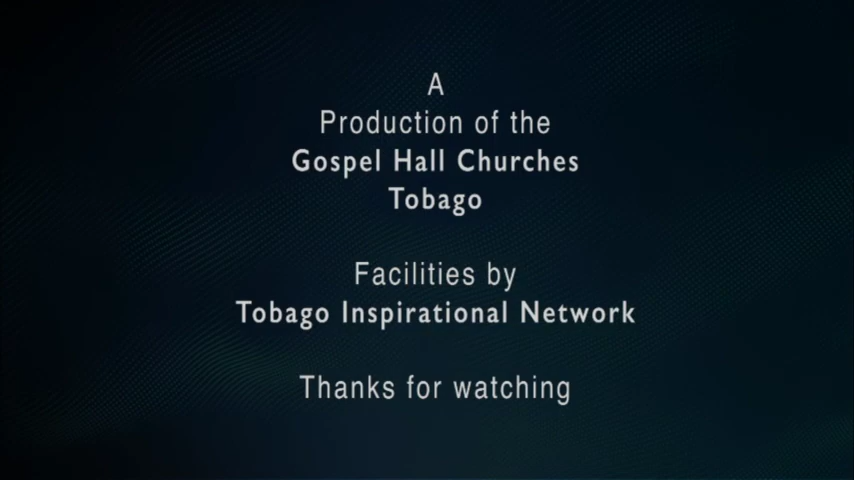 A
Production of the
Gospel Hall Churches
Tobago
Facilities by
Tobago Inspirational Network
Thanks for watching